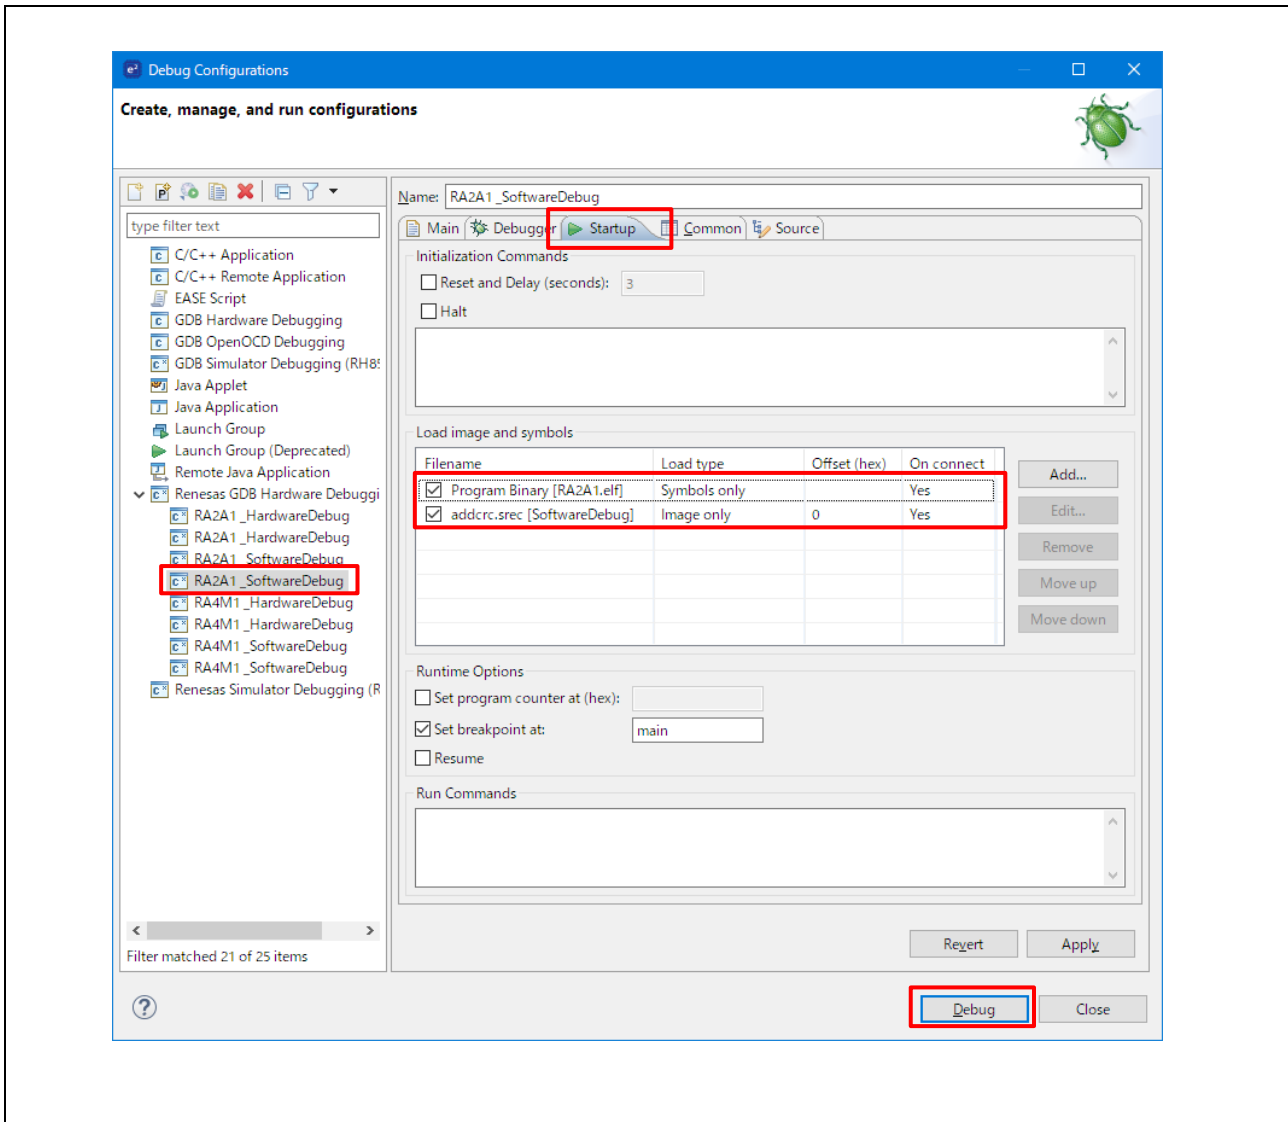 Debug Configurations
Create, manage, and run configurations
type filter text
C/C++ Application
C/C++ Remote Application
EASE Script
GDB Hardware Debugging
GDB OpenOCD Debugging
GDB Simulator Debugging (RH8
Java Applet
Java Application
Launch Group
Launch Group (Deprecated)
Remote Java Application
Renesas GDB Hardware Debuggi
RA2A1_HardwareDebug
RA2A1_HardwareDebug
RA2A1_SoftwareDebug
RA2A1_SoftwareDebug
RA4M1_HardwareDebug
RA4M1_HardwareDebug
RA4M1_SoftwareDebug
RA4M1_SoftwareDebug
Renesas Simulator Debugging (R
Filter matched 21 of 25 items
Name: RA2A1_SoftwareDebug
Main Debugger Startup Common Source
Initialization Commands
Reset and Delay (seconds): 3
Halt
Load image and symbols
Filename Load type Offset (hex) On connect
Program Binary [RA2A1.elf] Symbols only Yes
addcrc.srec [SoftwareDebug] Image only 0 Yes
Add...
Edit...
Remove
Move up
Move down
Runtime Options
Set program counter at (hex):
Set breakpoint at: main
Resume
Run Commands
Revert Apply
Debug Close